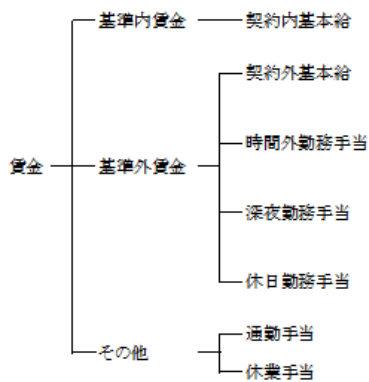 基準内賃金
契約内基本給
契約外基本給
時間外勤務手当
賃金
基準外賃金
深夜勤務手当
休日勤務手当
通勤手当
その他
休業手当